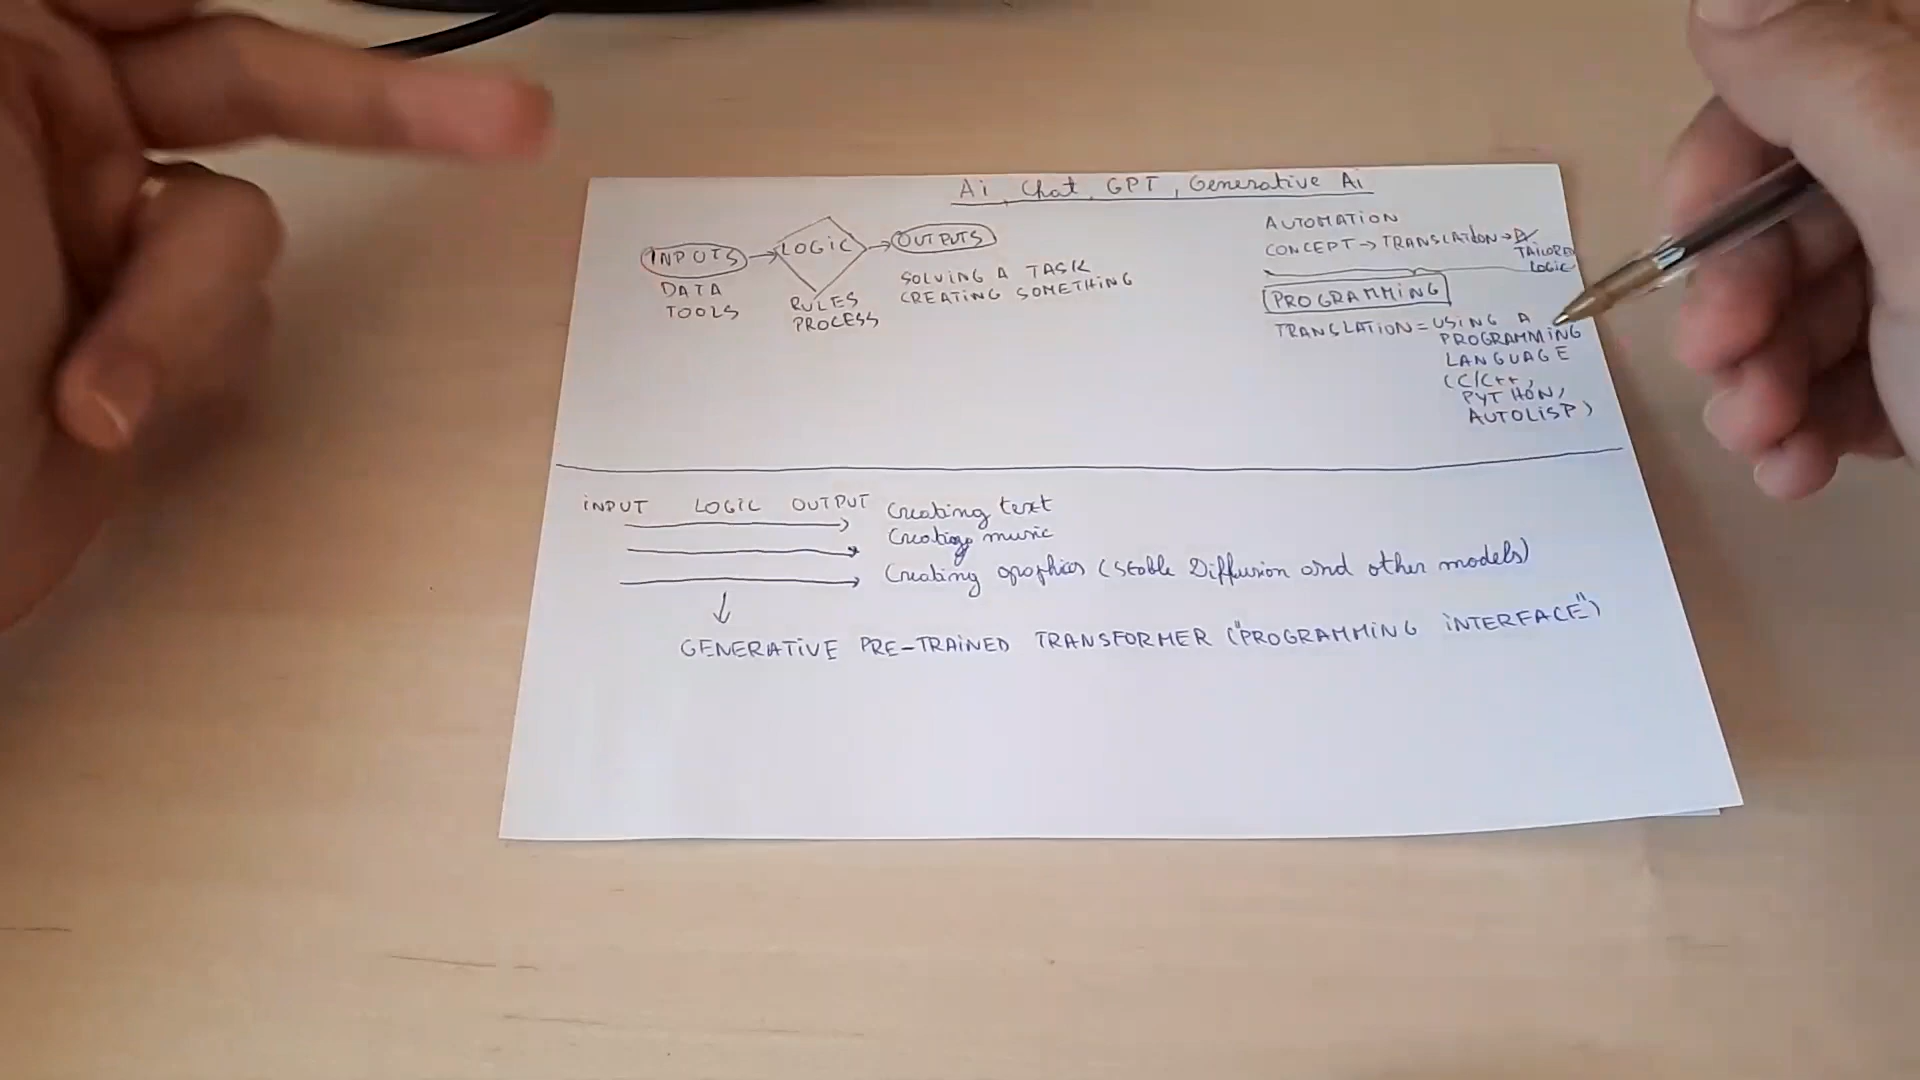 Ai, Chat GPT, Generative Ai
INPUTS → LOGIC → OUTPUTS
DATA
TOOLS
RULES
PROCESS
SOLVING A TASK
CREATING SOMETHING
AUTOMATION
CONCEPT → TRANSLATION →
TAILORED
LOGIC
PROGRAMMING
TRANSLATION = USING A
PROGRAMMING
LANGUAGE
(C/C++,
PYTHON,
AUTOLISP)
INPUT LOGIC OUTPUT
Creating text
Creating music
Creating graphics (Stable Diffusion and other models)
GENERATIVE PRE-TRAINED TRANSFORMER ("PROGRAMMING INTERFACE")